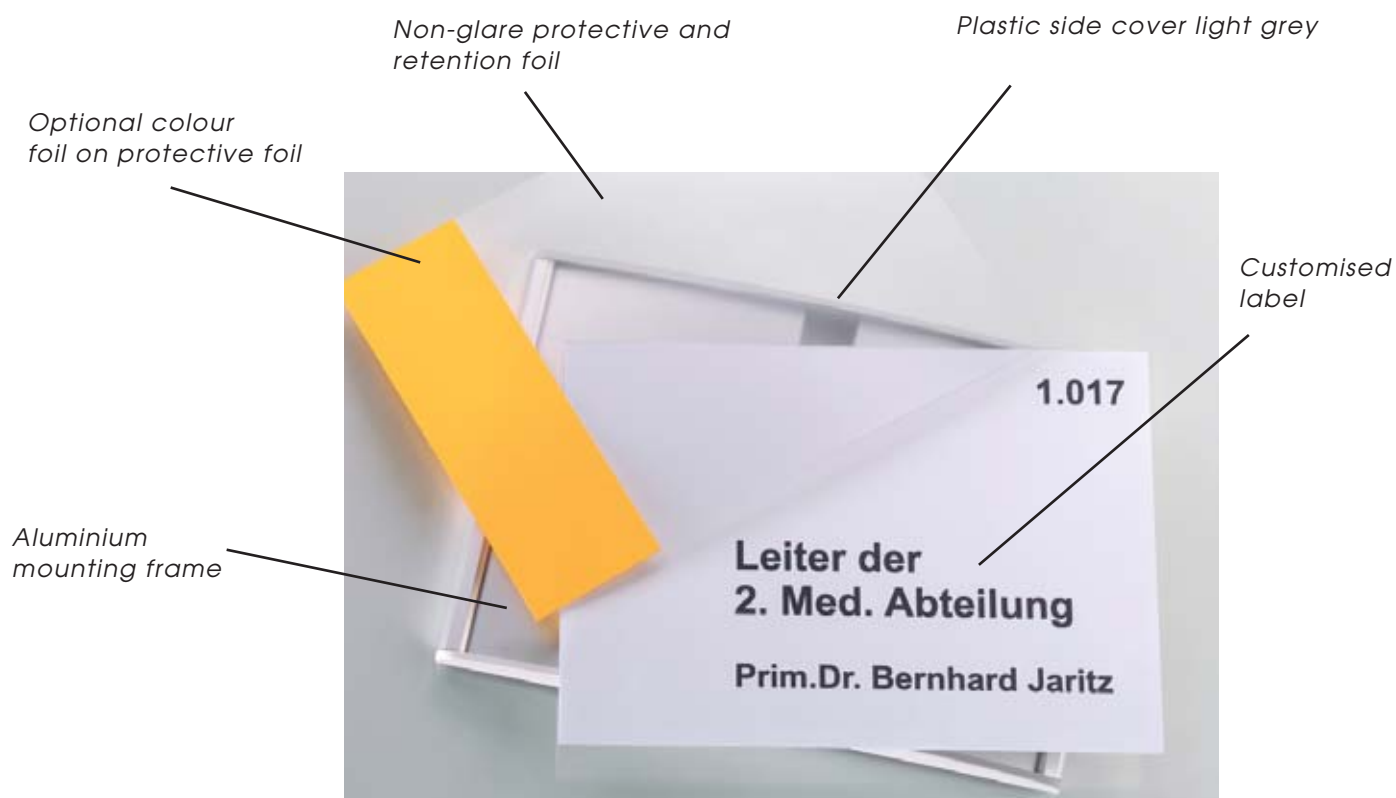 Non-glare protective and
retention foil
Plastic side cover light grey
Optional colour
foil on protective foil
Customised
label
1.017
Leiter der
2. Med. Abteilung
Prim.Dr. Bernhard Jaritz
Aluminium
mounting frame